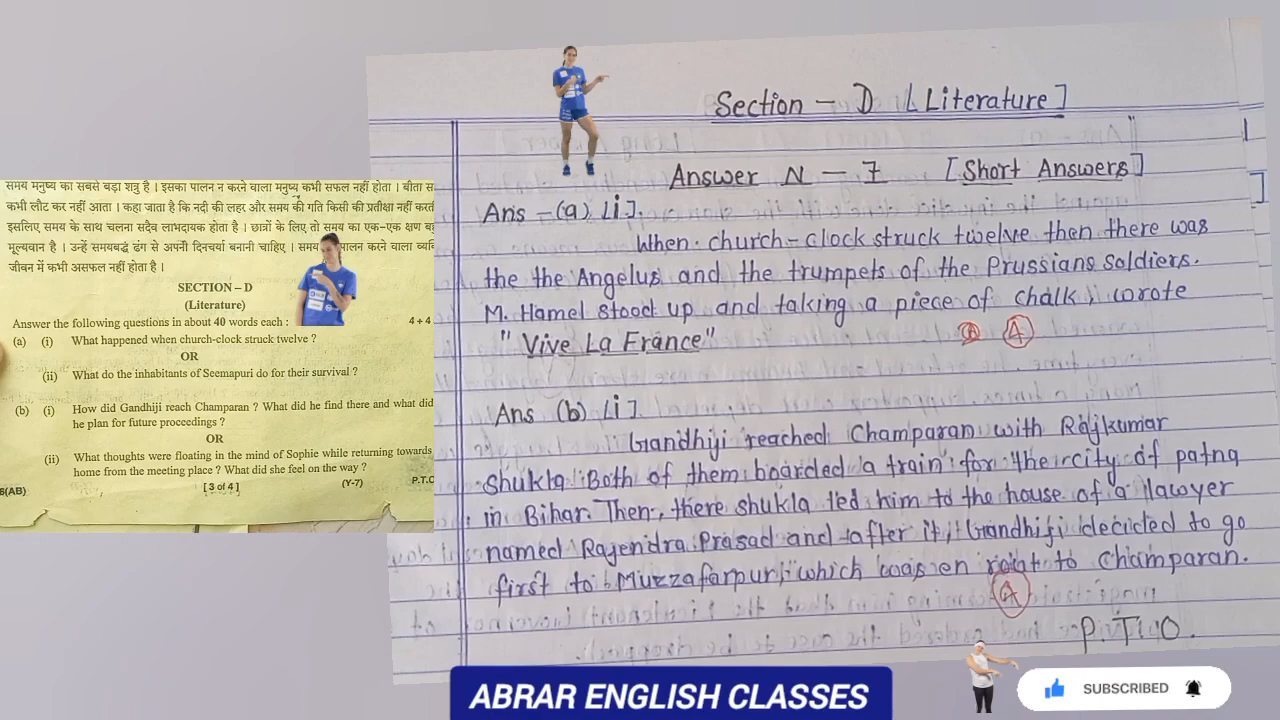 समय मनुष्य का सबसे बड़ा शत्रु है । इसका पालन न करने वाला मनुष्य कभी सफल नहीं होता । बीता स
कभी लौट कर नहीं आता । कहा जाता है कि नदी की लहर और समय की गति किसी की प्रतीक्षा नहीं करत
इसलिए समय के साथ चलना सदैव लाभदायक होता है । छात्रों के लिए तो समय का एक-एक क्षण बहु
मूल्यवान है । उन्हें समयबद्ध ढंग से अपनी दिनचर्या बनानी चाहिए । समय पालन करने वाला व्यक्ति
जीवन में कभी असफल नहीं होता है ।
SECTION – D
(Literature)
Answer the following questions in about 40 words each : 4 + 4
(a) (i) What happened when church-clock struck twelve ?
OR
(ii) What do the inhabitants of Seemapuri do for their survival ?
(b) (i) How did Gandhiji reach Champaran ? What did he find there and what did
he plan for future proceedings ?
OR
(ii) What thoughts were floating in the mind of Sophie while returning towards
home from the meeting place ? What did she feel on the way ?
6(AB) [ 3 of 4 ] (Y-7) P.T.O
Section – D [Literature]
Answer N – 7 [Short Answers]
Ans – (a) [i].
When church-clock struck twelve then there was
the the Angelus and the trumpets of the Prussians soldiers.
M. Hamel stood up and taking a piece of chalk, wrote
"Vive La France" 4
Ans (b) [i].
Gandhiji reached Champaran with Rajkumar
Shukla. Both of them boarded a train for the city of patna
in Bihar. Then, there shukla led him to the house of a lawyer
named Rajendra Prasad and after it, Gandhiji decided to go
first to Muzzafarpur, which was en roiat to Champaran.
4
P.T.O.
ABRAR ENGLISH CLASSES
SUBSCRIBED